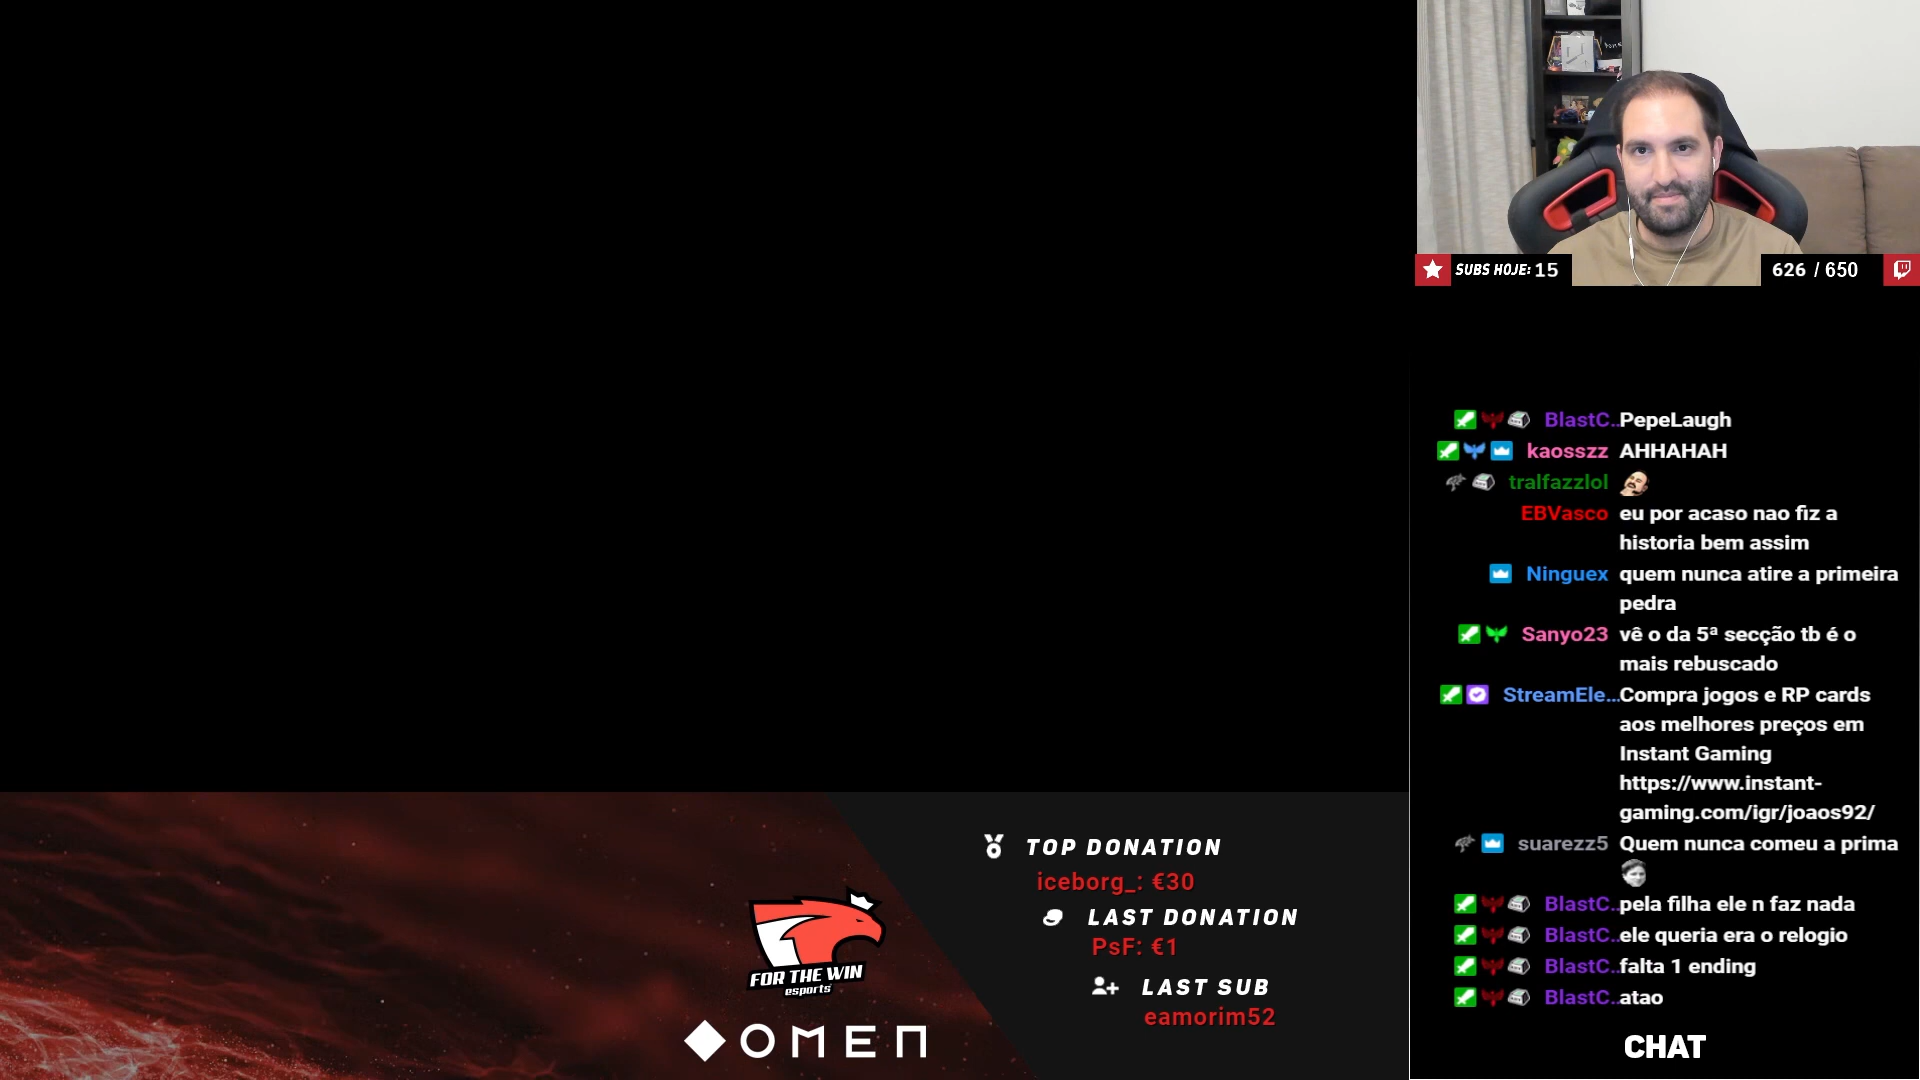 SUBS HOJE: 15
626 / 650
BlastC.. PepeLaugh
kaosszz AHHAHAH
tralfazzlol
EBVasco eu por acaso nao fiz a
historia bem assim
Ninguex quem nunca atire a primeira
pedra
Sanyo23 vê o da 5ª secção tb é o
mais rebuscado
StreamEle... Compra jogos e RP cards
aos melhores preços em
Instant Gaming
https://www.instant-
gaming.com/igr/joaos92/
suarezz5 Quem nunca comeu a prima
BlastC.. pela filha ele n faz nada
BlastC.. ele queria era o relogio
BlastC.. falta 1 ending
BlastC.. atao
CHAT
TOP DONATION
iceborg_: €30
LAST DONATION
PsF: €1
LAST SUB
eamorim52
FOR THE WIN
esports
OMEN